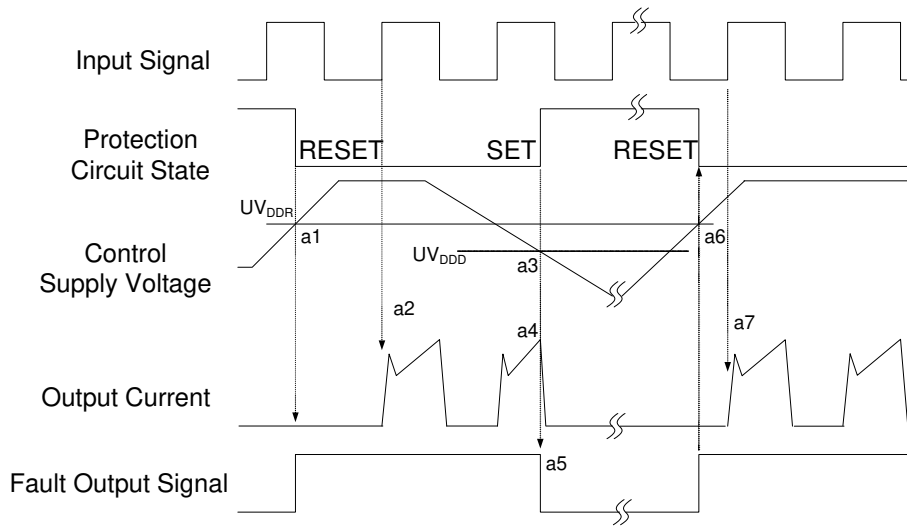 Input Signal
Protection
Circuit State
RESET
SET
RESET
UVDDR
a1
a6
Control
Supply Voltage
UVDDD
a3
a2
a4
a7
Output Current
a5
Fault Output Signal